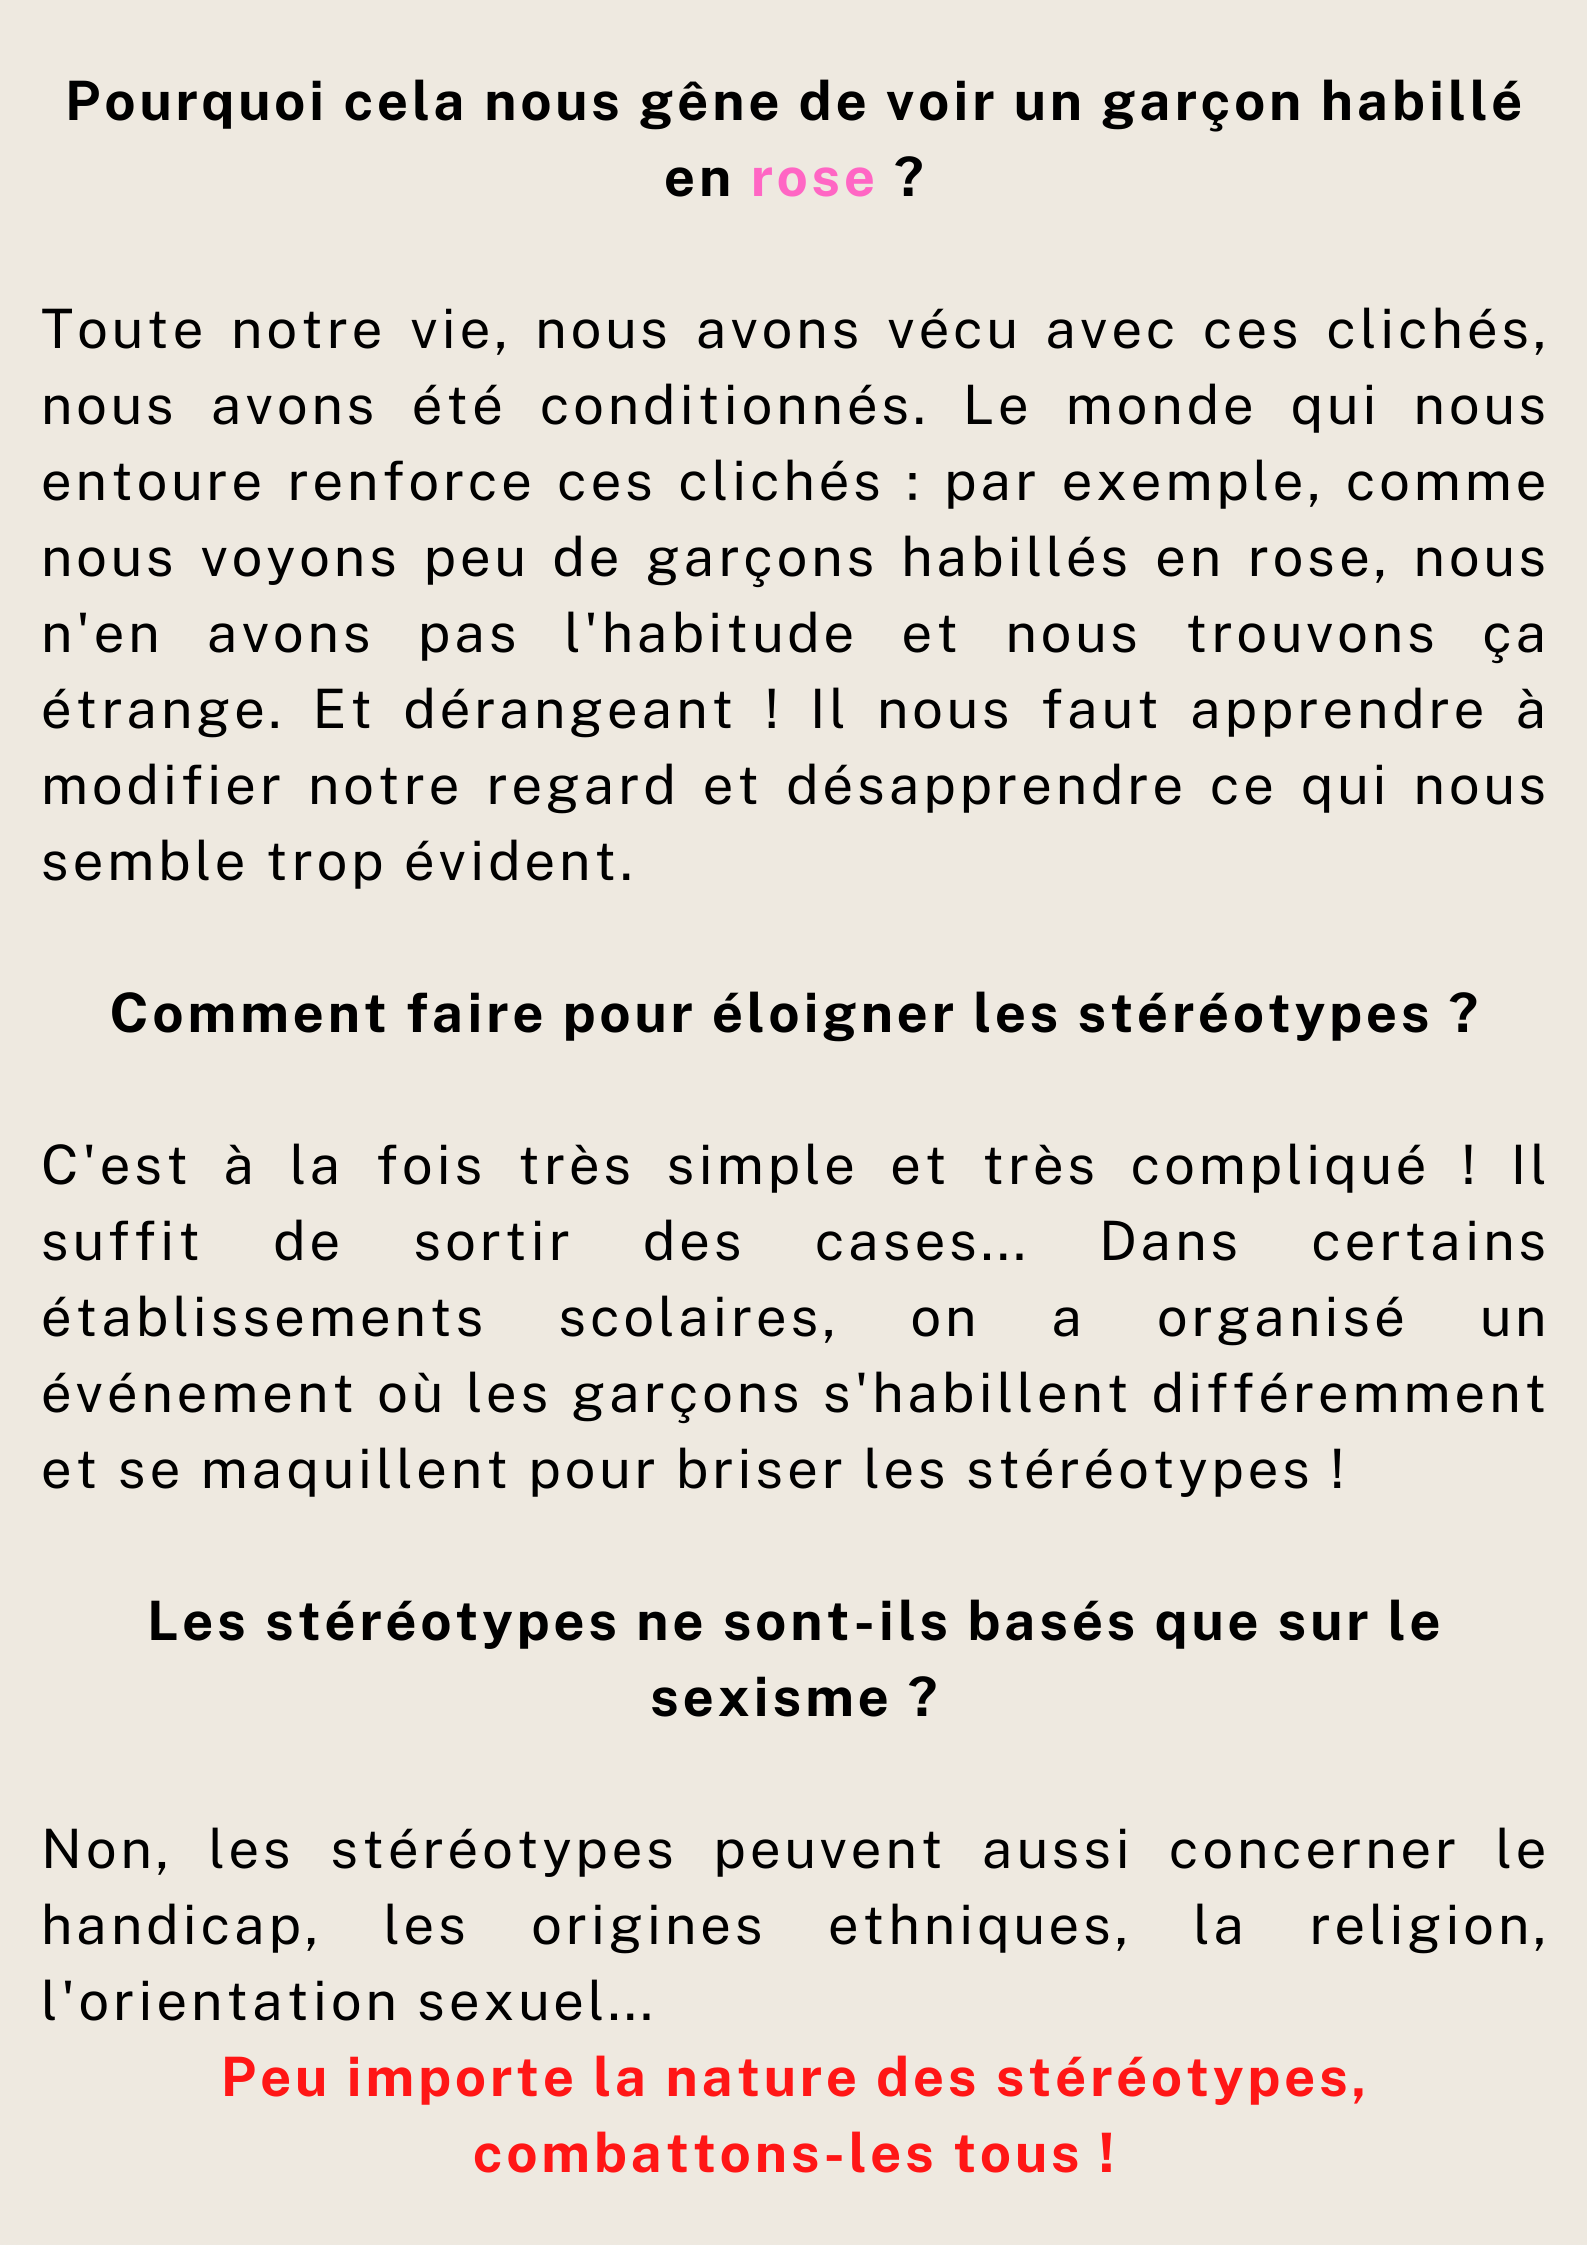 Pourquoi cela nous gêne de voir un garçon habillé
en rose ?
Toute notre vie, nous avons vécu avec ces clichés,
nous avons été conditionnés. Le monde qui nous
entoure renforce ces clichés : par exemple, comme
nous voyons peu de garçons habillés en rose, nous
n'en avons pas l'habitude et nous trouvons ça
étrange. Et dérangeant ! Il nous faut apprendre à
modifier notre regard et désapprendre ce qui nous
semble trop évident.
Comment faire pour éloigner les stéréotypes ?
C'est à la fois très simple et très compliqué ! Il
suffit de sortir des cases... Dans certains
établissements scolaires, on a organisé un
événement où les garçons s'habillent différemment
et se maquillent pour briser les stéréotypes !
Les stéréotypes ne sont-ils basés que sur le
sexisme ?
Non, les stéréotypes peuvent aussi concerner le
handicap, les origines ethniques, la religion,
l'orientation sexuel...
Peu importe la nature des stéréotypes,
combattons-les tous !